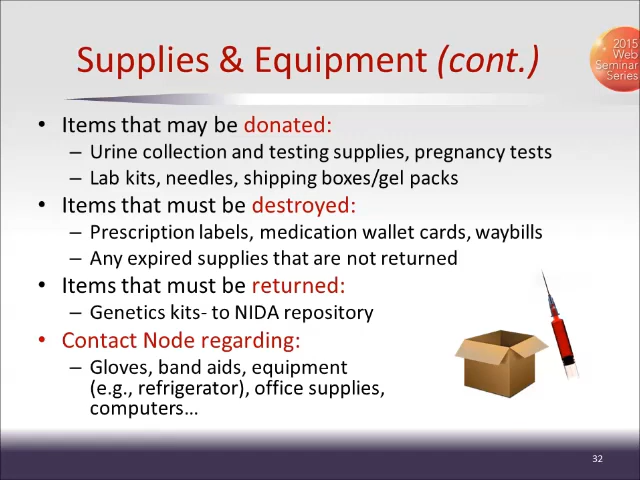 Supplies & Equipment (cont.)
2015
Web
Seminar
Series
• Items that may be donated:
– Urine collection and testing supplies, pregnancy tests
– Lab kits, needles, shipping boxes/gel packs
• Items that must be destroyed:
– Prescription labels, medication wallet cards, waybills
– Any expired supplies that are not returned
• Items that must be returned:
– Genetics kits- to NIDA repository
• Contact Node regarding:
– Gloves, band aids, equipment
(e.g., refrigerator), office supplies,
computers…
32